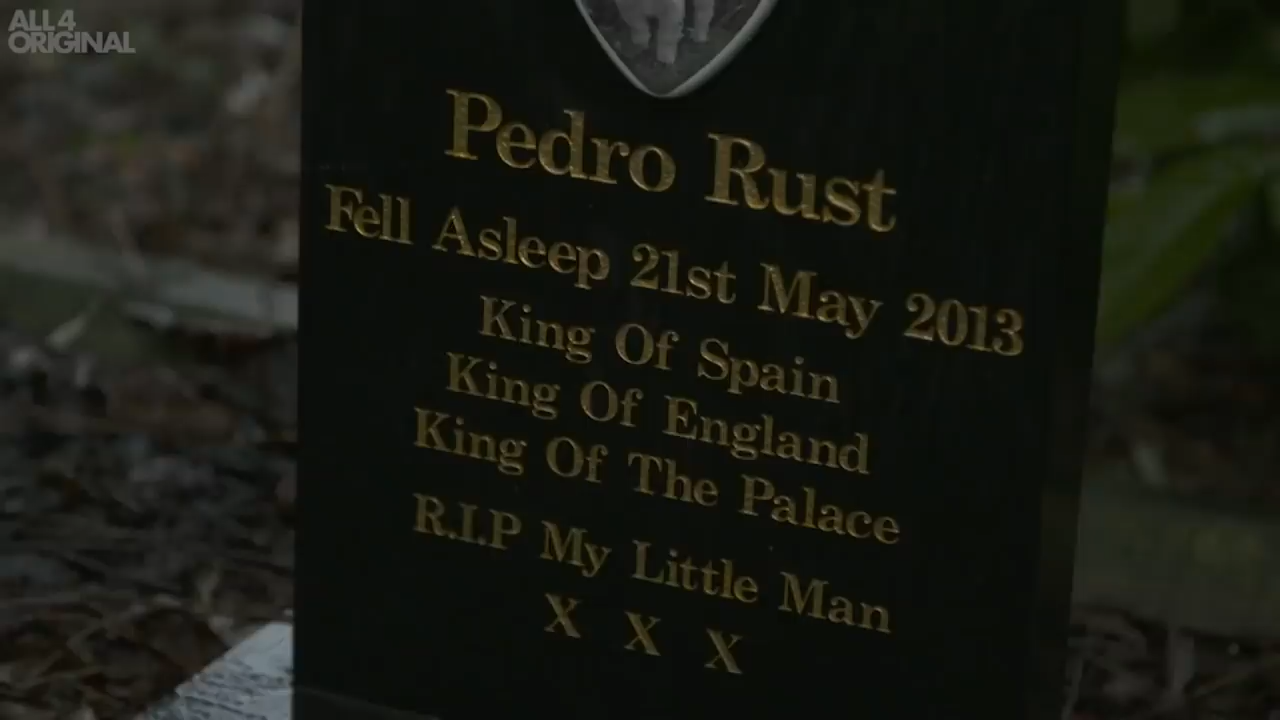 ALL 4
ORIGINAL
Pedro Rust
Fell Asleep 21st May 2013
King Of Spain
King Of England
King Of The Palace
R.I.P My Little Man
X X X